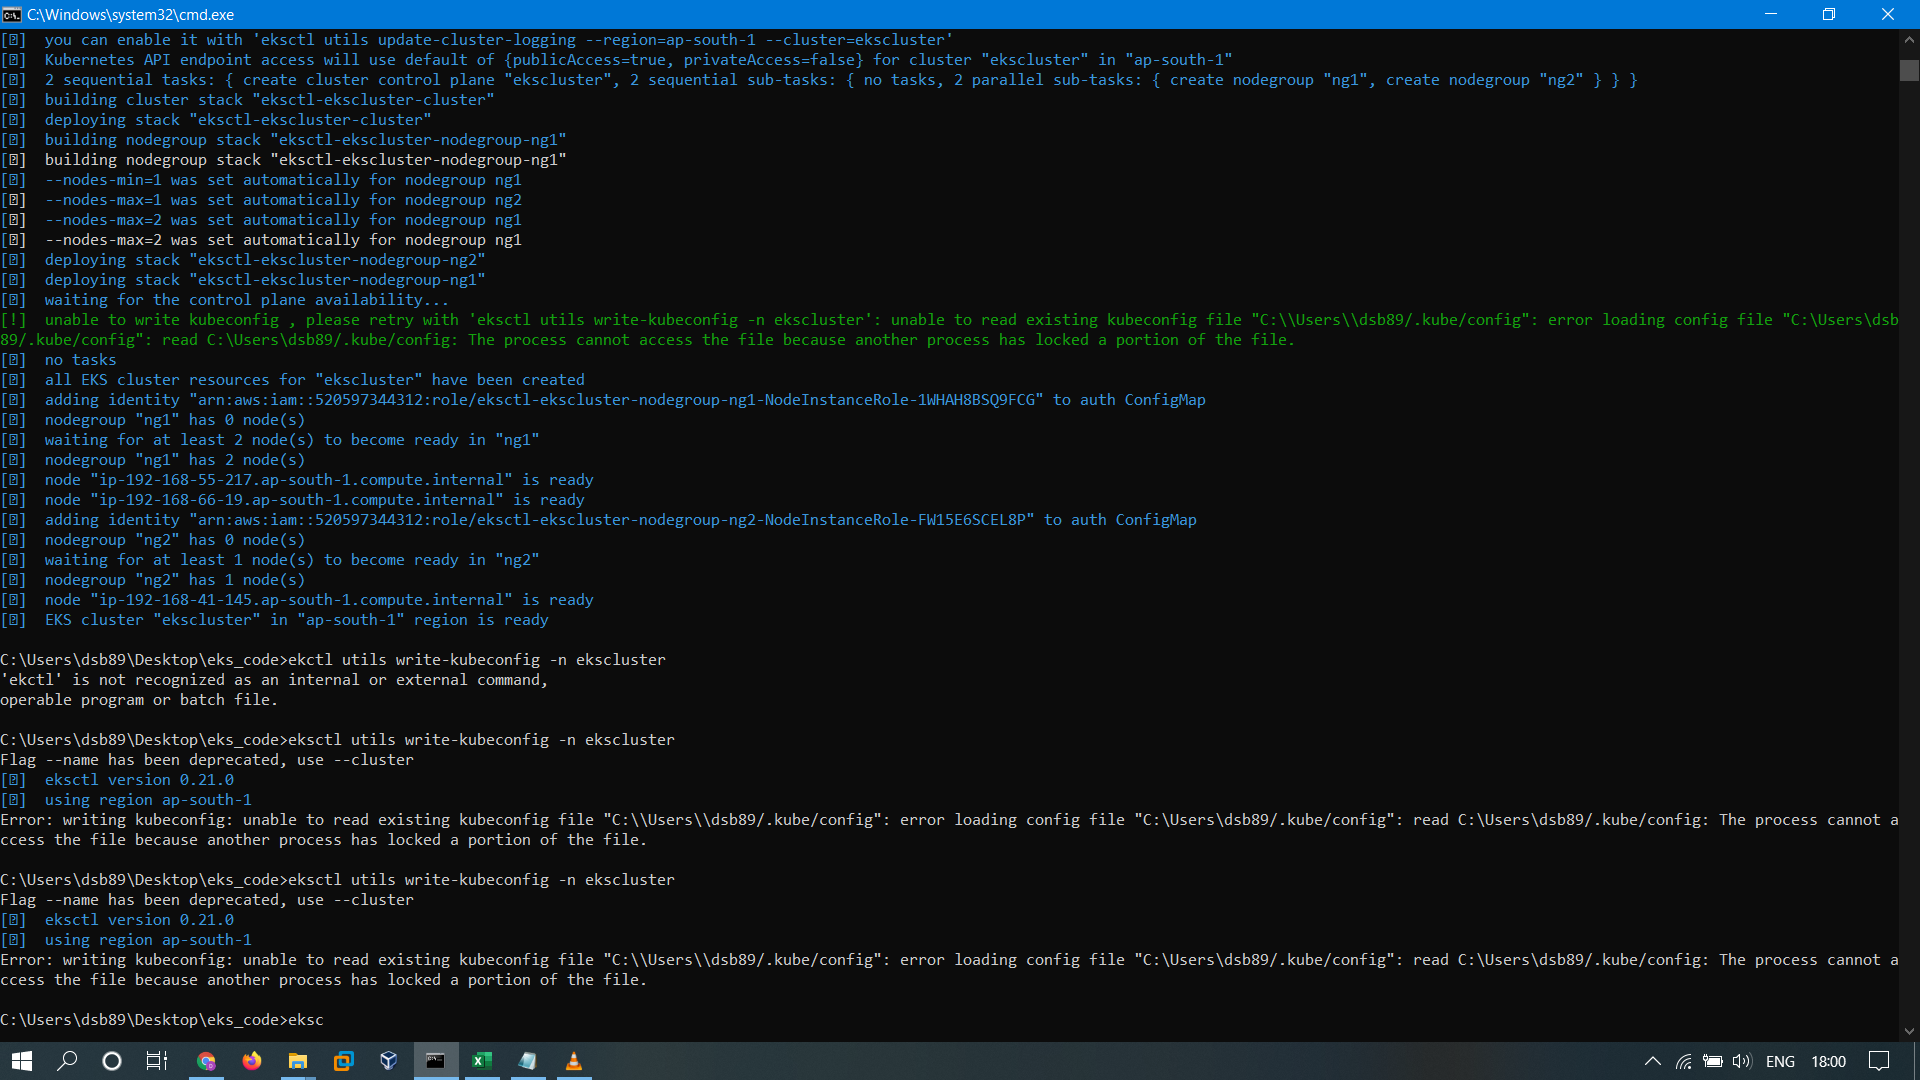 C:\Windows\system32\cmd.exe
[?]  you can enable it with 'eksctl utils update-cluster-logging --region=ap-south-1 --cluster=ekscluster'
[?]  Kubernetes API endpoint access will use default of {publicAccess=true, privateAccess=false} for cluster "ekscluster" in "ap-south-1"
[?]  2 sequential tasks: { create cluster control plane "ekscluster", 2 sequential sub-tasks: { no tasks, 2 parallel sub-tasks: { create nodegroup "ng1", create nodegroup "ng2" } } }
[?]  building cluster stack "eksctl-ekscluster-cluster"
[?]  deploying stack "eksctl-ekscluster-cluster"
[?]  building nodegroup stack "eksctl-ekscluster-nodegroup-ng1"
[?]  building nodegroup stack "eksctl-ekscluster-nodegroup-ng1"
[?]  --nodes-min=1 was set automatically for nodegroup ng1
[?]  --nodes-max=1 was set automatically for nodegroup ng2
[?]  --nodes-max=2 was set automatically for nodegroup ng1
[?]  --nodes-max=2 was set automatically for nodegroup ng1
[?]  deploying stack "eksctl-ekscluster-nodegroup-ng2"
[?]  deploying stack "eksctl-ekscluster-nodegroup-ng1"
[?]  waiting for the control plane availability...
[!]  unable to write kubeconfig , please retry with 'eksctl utils write-kubeconfig -n ekscluster': unable to read existing kubeconfig file "C:\\Users\\dsb89/.kube/config": error loading config file "C:\Users\dsb
89/.kube/config": read C:\Users\dsb89/.kube/config: The process cannot access the file because another process has locked a portion of the file.
[?]  no tasks
[?]  all EKS cluster resources for "ekscluster" have been created
[?]  adding identity "arn:aws:iam::520597344312:role/eksctl-ekscluster-nodegroup-ng1-NodeInstanceRole-1WHAH8BSQ9FCG" to auth ConfigMap
[?]  nodegroup "ng1" has 0 node(s)
[?]  waiting for at least 2 node(s) to become ready in "ng1"
[?]  nodegroup "ng1" has 2 node(s)
[?]  node "ip-192-168-55-217.ap-south-1.compute.internal" is ready
[?]  node "ip-192-168-66-19.ap-south-1.compute.internal" is ready
[?]  adding identity "arn:aws:iam::520597344312:role/eksctl-ekscluster-nodegroup-ng2-NodeInstanceRole-FW15E6SCEL8P" to auth ConfigMap
[?]  nodegroup "ng2" has 0 node(s)
[?]  waiting for at least 1 node(s) to become ready in "ng2"
[?]  nodegroup "ng2" has 1 node(s)
[?]  node "ip-192-168-41-145.ap-south-1.compute.internal" is ready
[?]  EKS cluster "ekscluster" in "ap-south-1" region is ready
C:\Users\dsb89\Desktop\eks_code>ekctl utils write-kubeconfig -n ekscluster
'ekctl' is not recognized as an internal or external command,
operable program or batch file.
C:\Users\dsb89\Desktop\eks_code>eksctl utils write-kubeconfig -n ekscluster
Flag --name has been deprecated, use --cluster
[?]  eksctl version 0.21.0
[?]  using region ap-south-1
Error: writing kubeconfig: unable to read existing kubeconfig file "C:\\Users\\dsb89/.kube/config": error loading config file "C:\Users\dsb89/.kube/config": read C:\Users\dsb89/.kube/config: The process cannot a
ccess the file because another process has locked a portion of the file.
C:\Users\dsb89\Desktop\eks_code>eksctl utils write-kubeconfig -n ekscluster
Flag --name has been deprecated, use --cluster
[?]  eksctl version 0.21.0
[?]  using region ap-south-1
Error: writing kubeconfig: unable to read existing kubeconfig file "C:\\Users\\dsb89/.kube/config": error loading config file "C:\Users\dsb89/.kube/config": read C:\Users\dsb89/.kube/config: The process cannot a
ccess the file because another process has locked a portion of the file.
C:\Users\dsb89\Desktop\eks_code>eksc
ENG 18:00